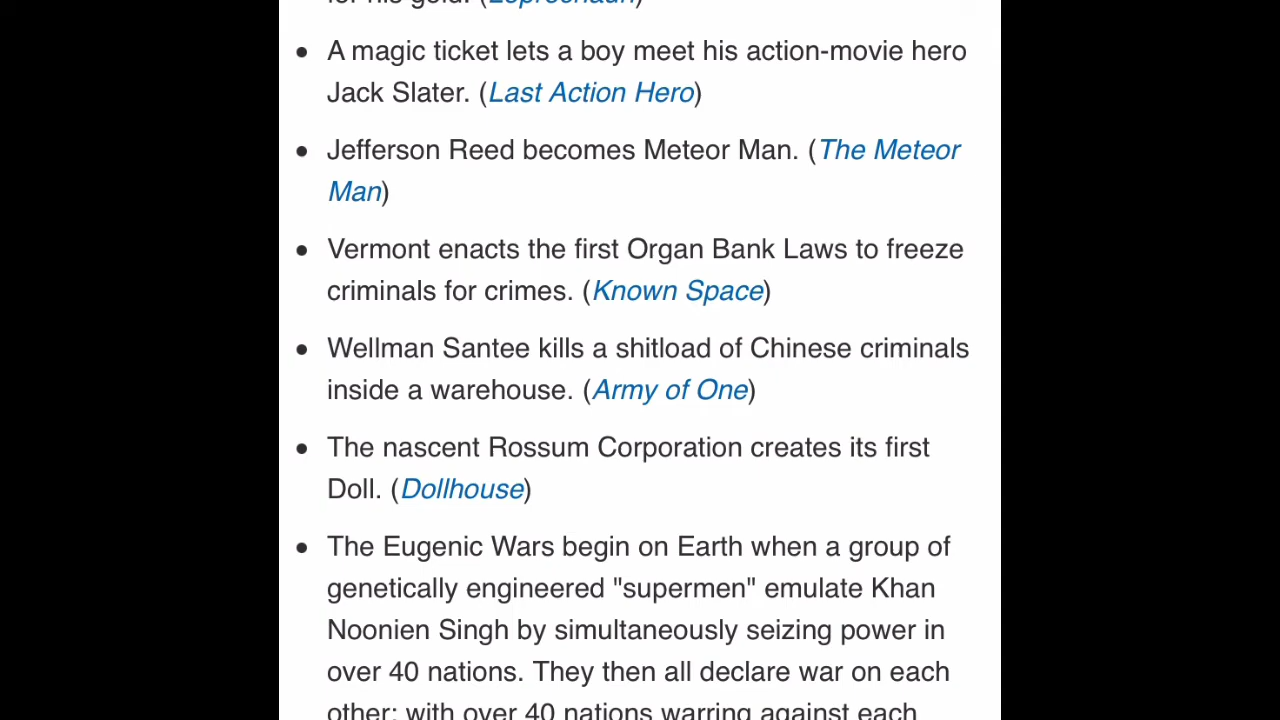 for his gold. (Leprechaun)
• A magic ticket lets a boy meet his action-movie hero
Jack Slater. (Last Action Hero)
• Jefferson Reed becomes Meteor Man. (The Meteor
Man)
• Vermont enacts the first Organ Bank Laws to freeze
criminals for crimes. (Known Space)
• Wellman Santee kills a shitload of Chinese criminals
inside a warehouse. (Army of One)
• The nascent Rossum Corporation creates its first
Doll. (Dollhouse)
• The Eugenic Wars begin on Earth when a group of
genetically engineered "supermen" emulate Khan
Noonien Singh by simultaneously seizing power in
over 40 nations. They then all declare war on each
other; with over 40 nations warring against each